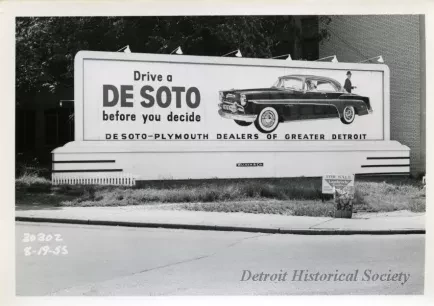 Drive a
DE SOTO
before you decide
DE SOTO-PLYMOUTH DEALERS OF GREATER DETROIT
30302
8-19-55
Detroit Historical Society